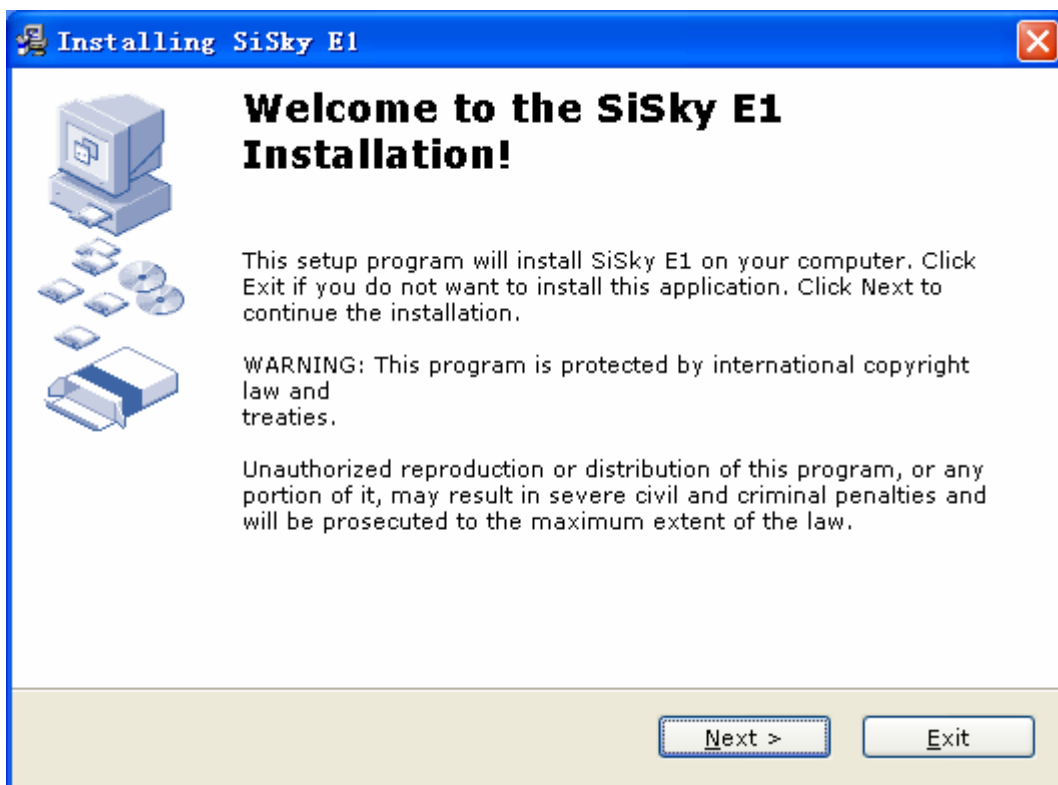 Installing SiSky E1
Welcome to the SiSky E1
Installation!
This setup program will install SiSky E1 on your computer. Click
Exit if you do not want to install this application. Click Next to
continue the installation.
WARNING: This program is protected by international copyright
law and
treaties.
Unauthorized reproduction or distribution of this program, or any
portion of it, may result in severe civil and criminal penalties and
will be prosecuted to the maximum extent of the law.
Next > Exit